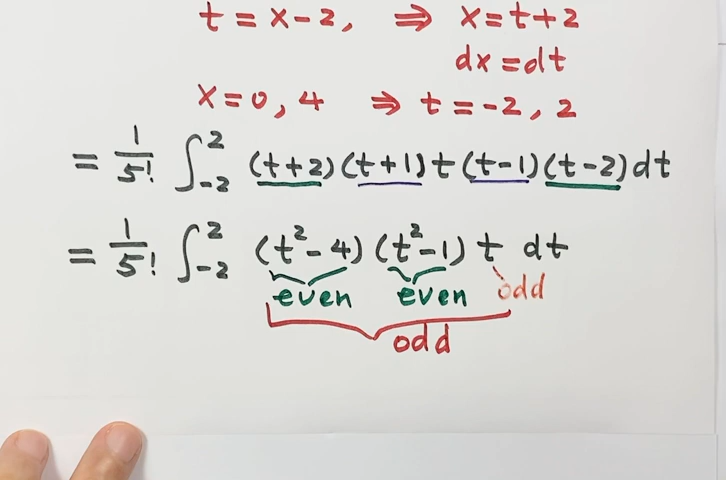 t = x-2, ⇒ x = t+2
dx = dt
x=0, 4 ⇒ t = -2, 2
= 1/5! ∫_{-2}^{2} (t+2)(t+1) t (t-1)(t-2) dt
= 1/5! ∫_{-2}^{2} (t²-4)(t²-1) t dt
even even odd
odd